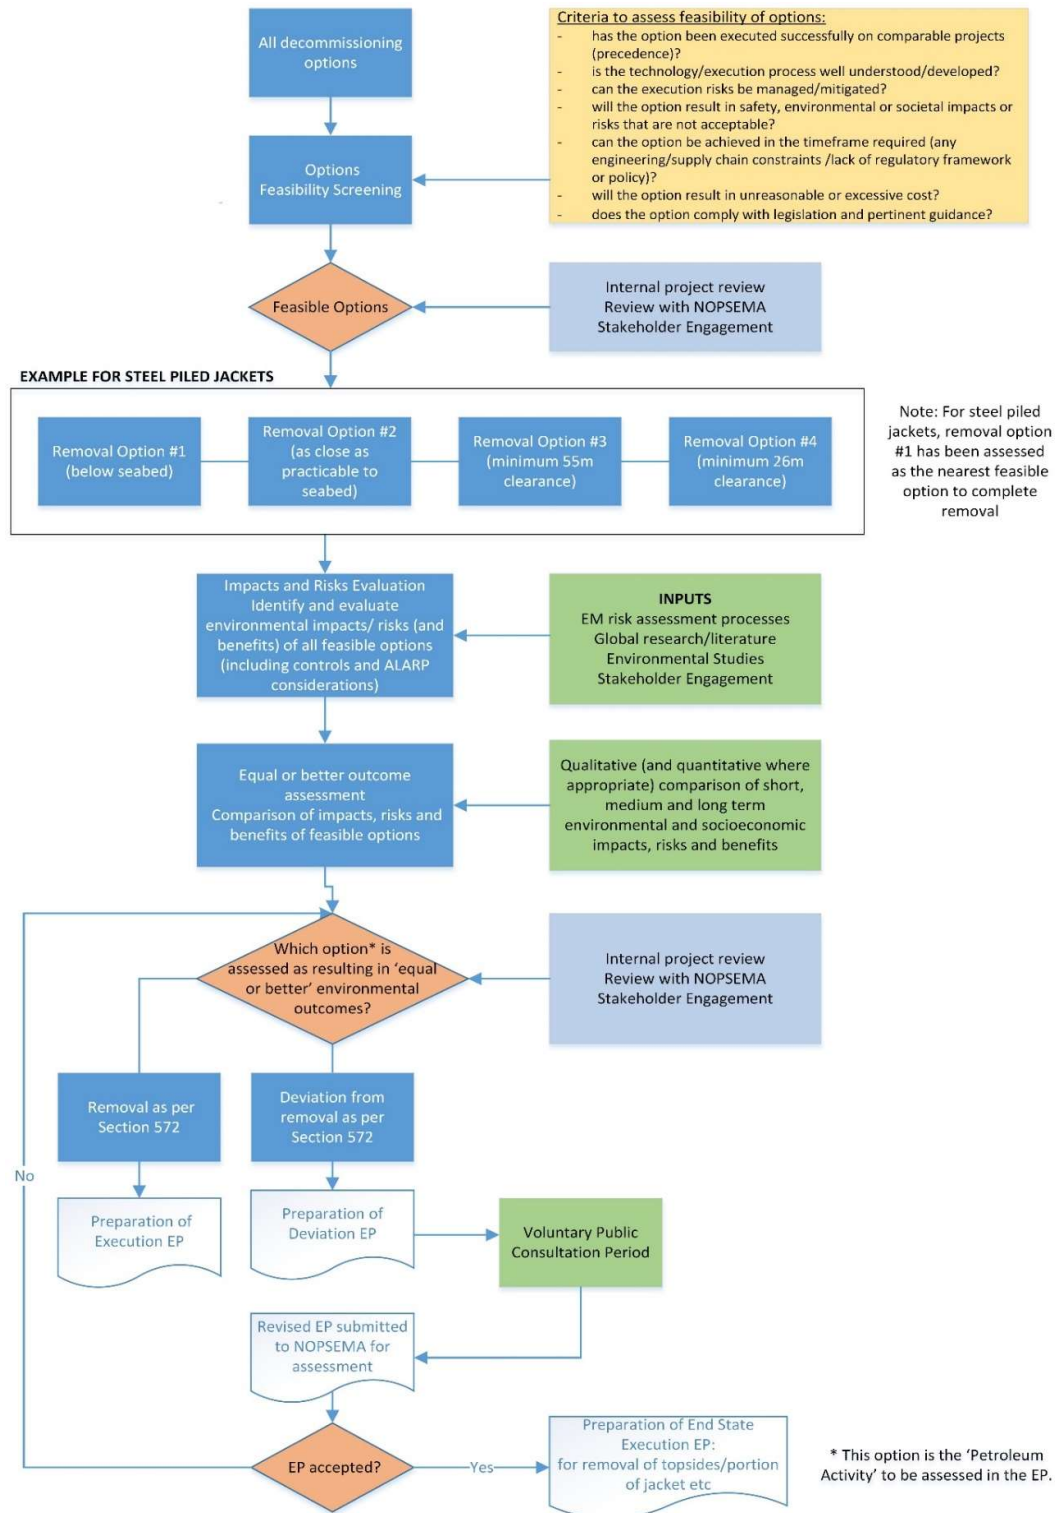 All decommissioning
options
Criteria to assess feasibility of options:
- has the option been executed successfully on comparable projects
(precedence)?
- is the technology/execution process well understood/developed?
- can the execution risks be managed/mitigated?
- will the option result in safety, environmental or societal impacts or
risks that are not acceptable?
- can the option be achieved in the timeframe required (any
engineering/supply chain constraints /lack of regulatory framework
or policy)?
- will the option result in unreasonable or excessive cost?
- does the option comply with legislation and pertinent guidance?
Options
Feasibility Screening
Feasible Options
Internal project review
Review with NOPSEMA
Stakeholder Engagement
EXAMPLE FOR STEEL PILED JACKETS
Removal Option #1
(below seabed)
Removal Option #2
(as close as
practicable to
seabed)
Removal Option #3
(minimum 55m
clearance)
Removal Option #4
(minimum 26m
clearance)
Note: For steel piled
jackets, removal option
#1 has been assessed
as the nearest feasible
option to complete
removal
Impacts and Risks Evaluation
Identify and evaluate
environmental impacts/ risks (and
benefits) of all feasible options
(including controls and ALARP
considerations)
INPUTS
EM risk assessment processes
Global research/literature
Environmental Studies
Stakeholder Engagement
Equal or better outcome
assessment
Comparison of impacts, risks and
benefits of feasible options
Qualitative (and quantitative where
appropriate) comparison of short,
medium and long term
environmental and socioeconomic
impacts, risks and benefits
Which option* is
assessed as resulting in ‘equal
or better’ environmental
outcomes?
Internal project review
Review with NOPSEMA
Stakeholder Engagement
Removal as per
Section 572
Deviation from
removal as per
Section 572
No
Preparation of
Execution EP
Preparation of
Deviation EP
Voluntary Public
Consultation Period
Revised EP submitted
to NOPSEMA for
assessment
EP accepted?
Yes
Preparation of End State
Execution EP:
for removal of topsides/portion
of jacket etc
* This option is the ‘Petroleum
Activity’ to be assessed in the EP.